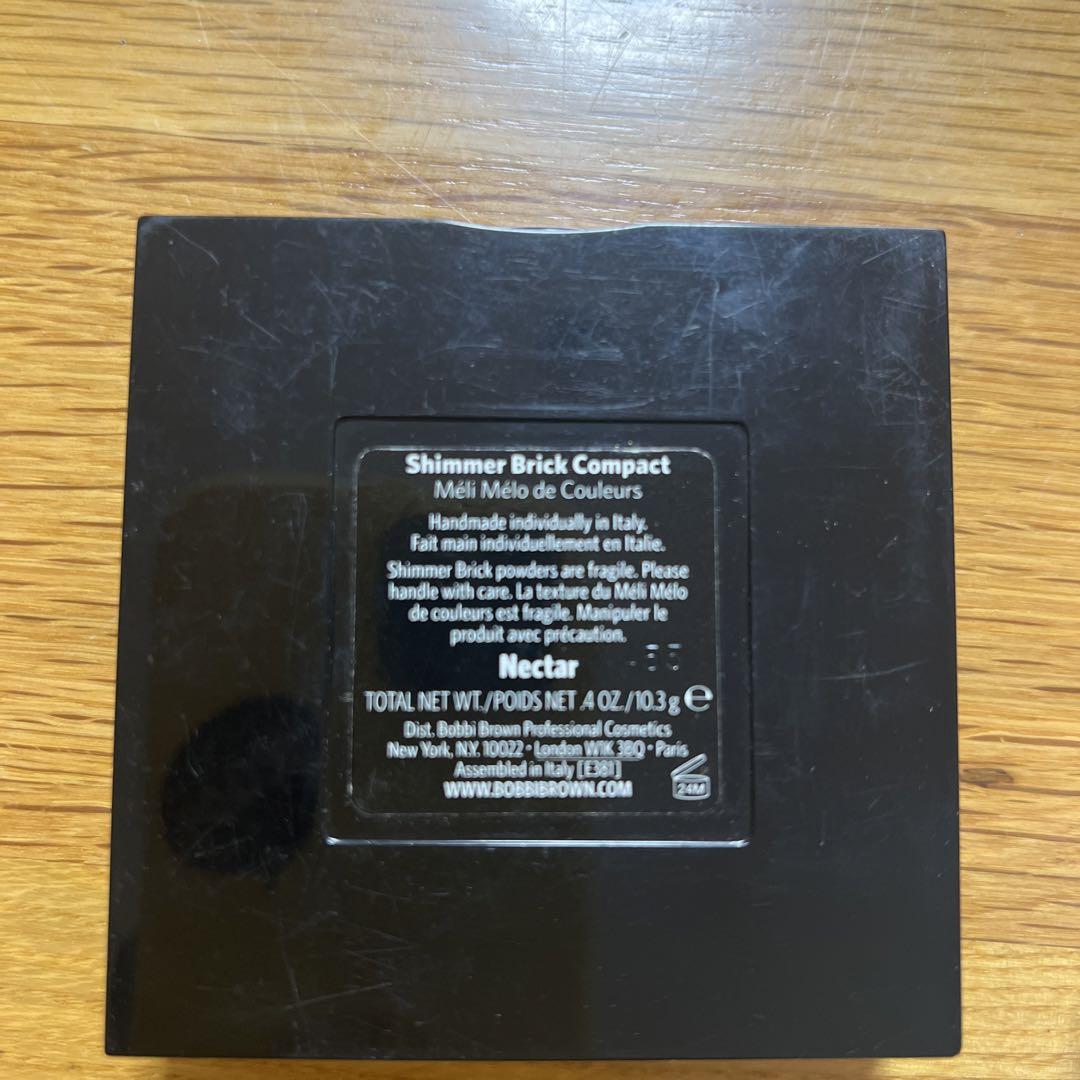 Shimmer Brick Compact
Méli Mélo de Couleurs
Handmade individually in Italy.
Fait main individuellement en Italie.
Shimmer Brick powders are fragile. Please
handle with care. La texture du Méli Mélo
de couleurs est fragile. Manipuler le
produit avec précaution.
Nectar
TOTAL NET WT./POIDS NET .4 OZ./10.3 g e
Dist. Bobbi Brown Professional Cosmetics
New York, N.Y. 10022 • London W1K 3BQ • Paris
Assembled in Italy [E381]
WWW.BOBBIBROWN.COM
24M